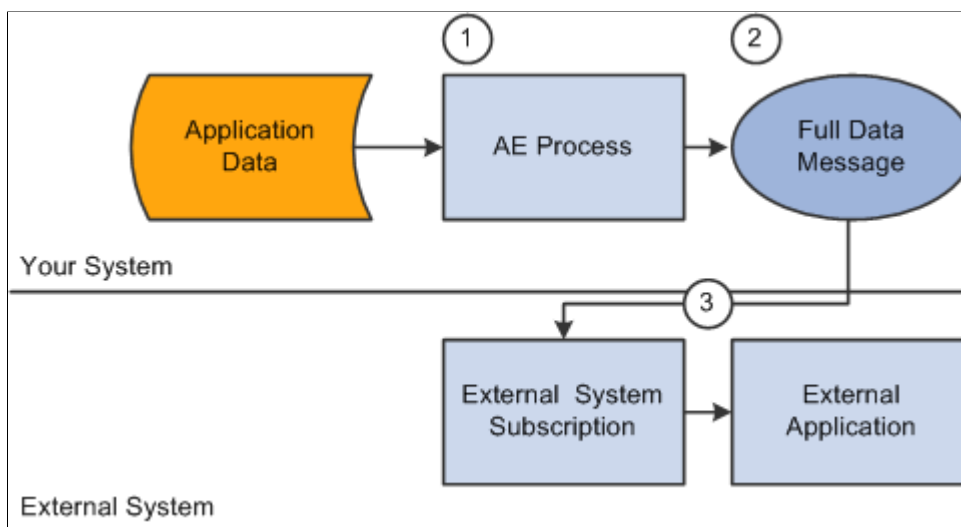 1
2
Application
Data
AE Process
Full Data
Message
Your System
3
External System
Subscription
External
Application
External System